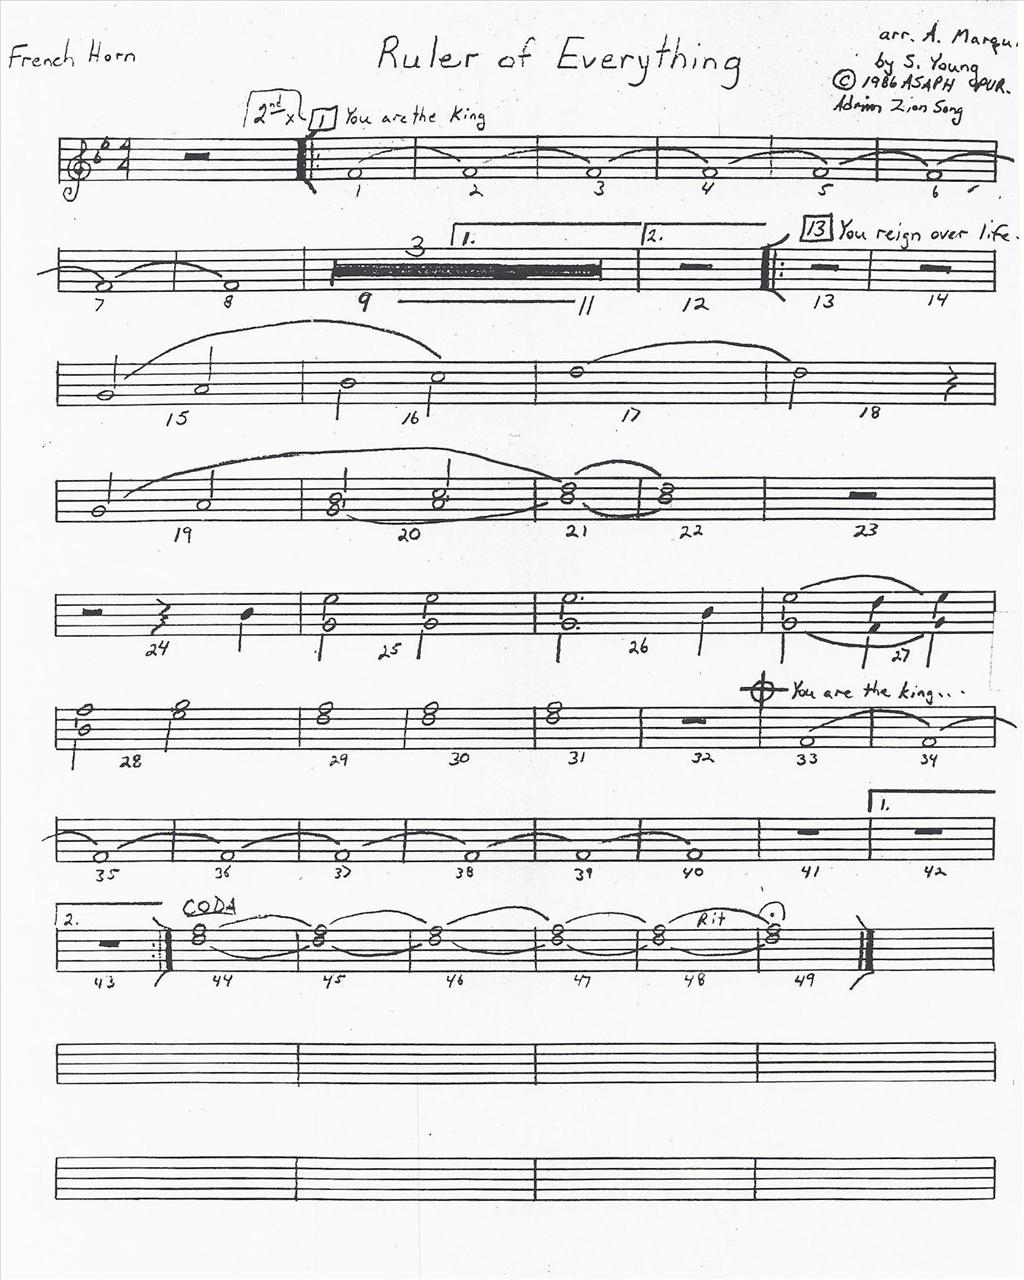 French Horn
Ruler of Everything
arr. A. Marqu
by S. Young
© 1986 ASAPH PUR.
Admin Zion Song
2nd x
1 You are the King
1 2 3 4 5 6
3 1. 2. 13 You reign over life.
7 8 9 11 12 13 14
15 16 17 18
19 20 21 22 23
24 25 26 27
You are the king...
28 29 30 31 32 33 34
1.
35 36 37 38 39 40 41 42
2. CODA Rit
43 44 45 46 47 48 49